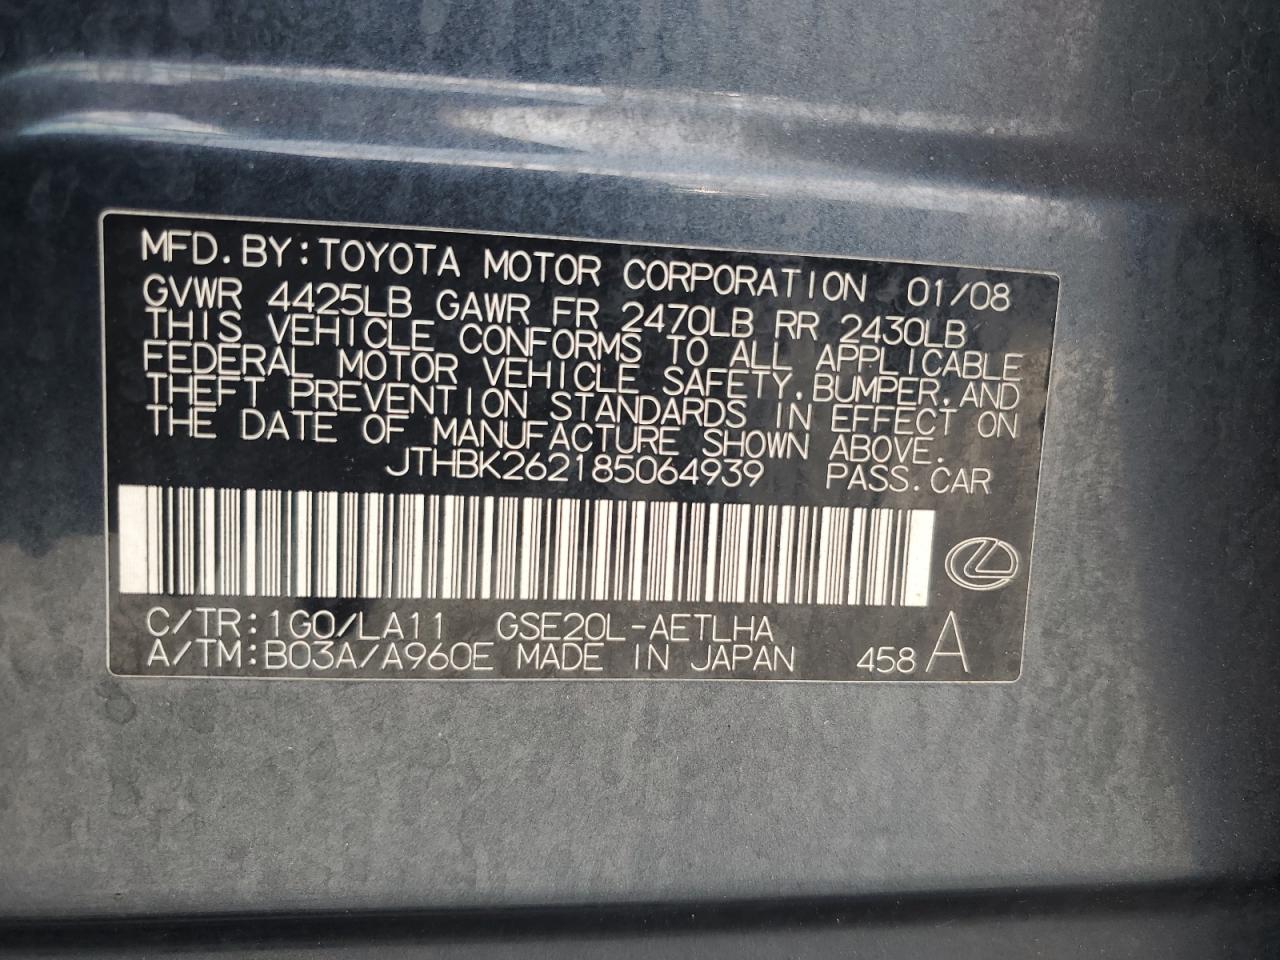 MFD.BY:TOYOTA MOTOR CORPORATION 01/08
GVWR 4425LB GAWR FR 2470LB RR 2430LB
THIS VEHICLE CONFORMS TO ALL APPLICABLE
FEDERAL MOTOR VEHICLE SAFETY,BUMPER,AND
THEFT PREVENTION STANDARDS IN EFFECT ON
THE DATE OF MANUFACTURE SHOWN ABOVE.
JTHBK262185064939 PASS.CAR
C/TR:1G0/LA11 GSE20L-AETLHA
A/TM:B03A/A960E MADE IN JAPAN 458 A